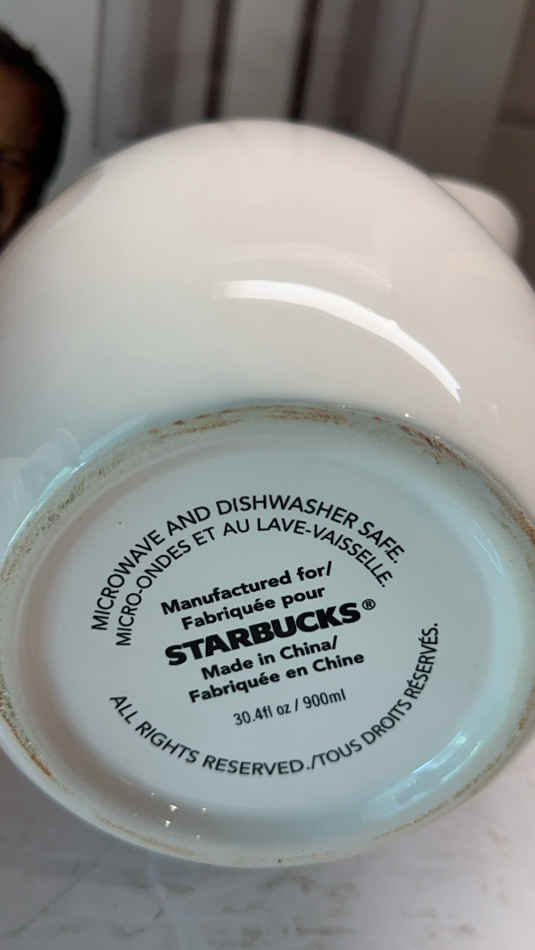 MICROWAVE AND DISHWASHER SAFE.
MICRO-ONDES ET AU LAVE-VAISSELLE.
Manufactured for/
Fabriquée pour
STARBUCKS®
Made in China/
Fabriquée en Chine
30.4fl oz / 900ml
ALL RIGHTS RESERVED./TOUS DROITS RÉSERVÉS.